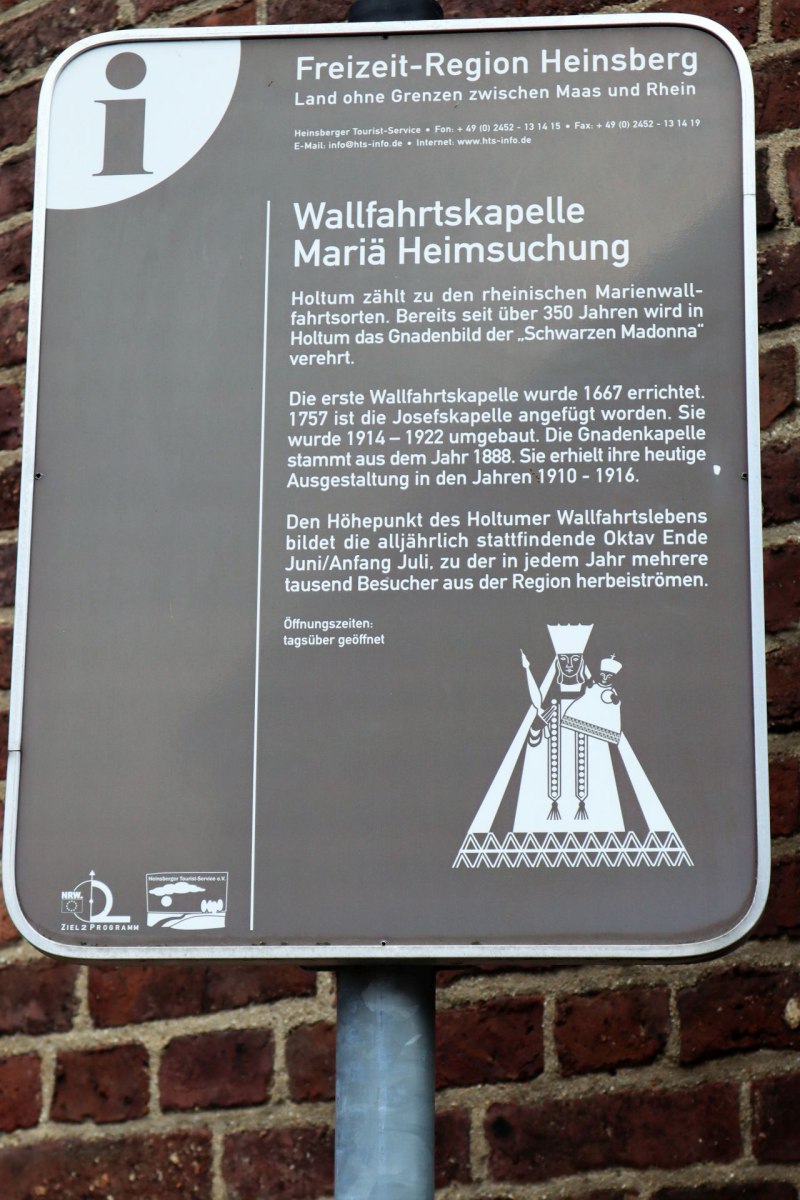 i
Freizeit-Region Heinsberg
Land ohne Grenzen zwischen Maas und Rhein
Heinsberger Tourist-Service • Fon: + 49 (0) 2452 - 13 14 15 • Fax: + 49 (0) 2452 - 13 14 19
E-Mail: info@hts-info.de • Internet: www.hts-info.de
Wallfahrtskapelle
Mariä Heimsuchung
Holtum zählt zu den rheinischen Marienwall-
fahrtsorten. Bereits seit über 350 Jahren wird in
Holtum das Gnadenbild der „Schwarzen Madonna“
verehrt.
Die erste Wallfahrtskapelle wurde 1667 errichtet.
1757 ist die Josefskapelle angefügt worden. Sie
wurde 1914 – 1922 umgebaut. Die Gnadenkapelle
stammt aus dem Jahr 1888. Sie erhielt ihre heutige
Ausgestaltung in den Jahren 1910 - 1916.
Den Höhepunkt des Holtumer Wallfahrtslebens
bildet die alljährlich stattfindende Oktav Ende
Juni/Anfang Juli, zu der in jedem Jahr mehrere
tausend Besucher aus der Region herbeiströmen.
Öffnungszeiten:
tagsüber geöffnet
NRW.
ZIEL2 PROGRAMM
Heinsberger Tourist-Service e.V.